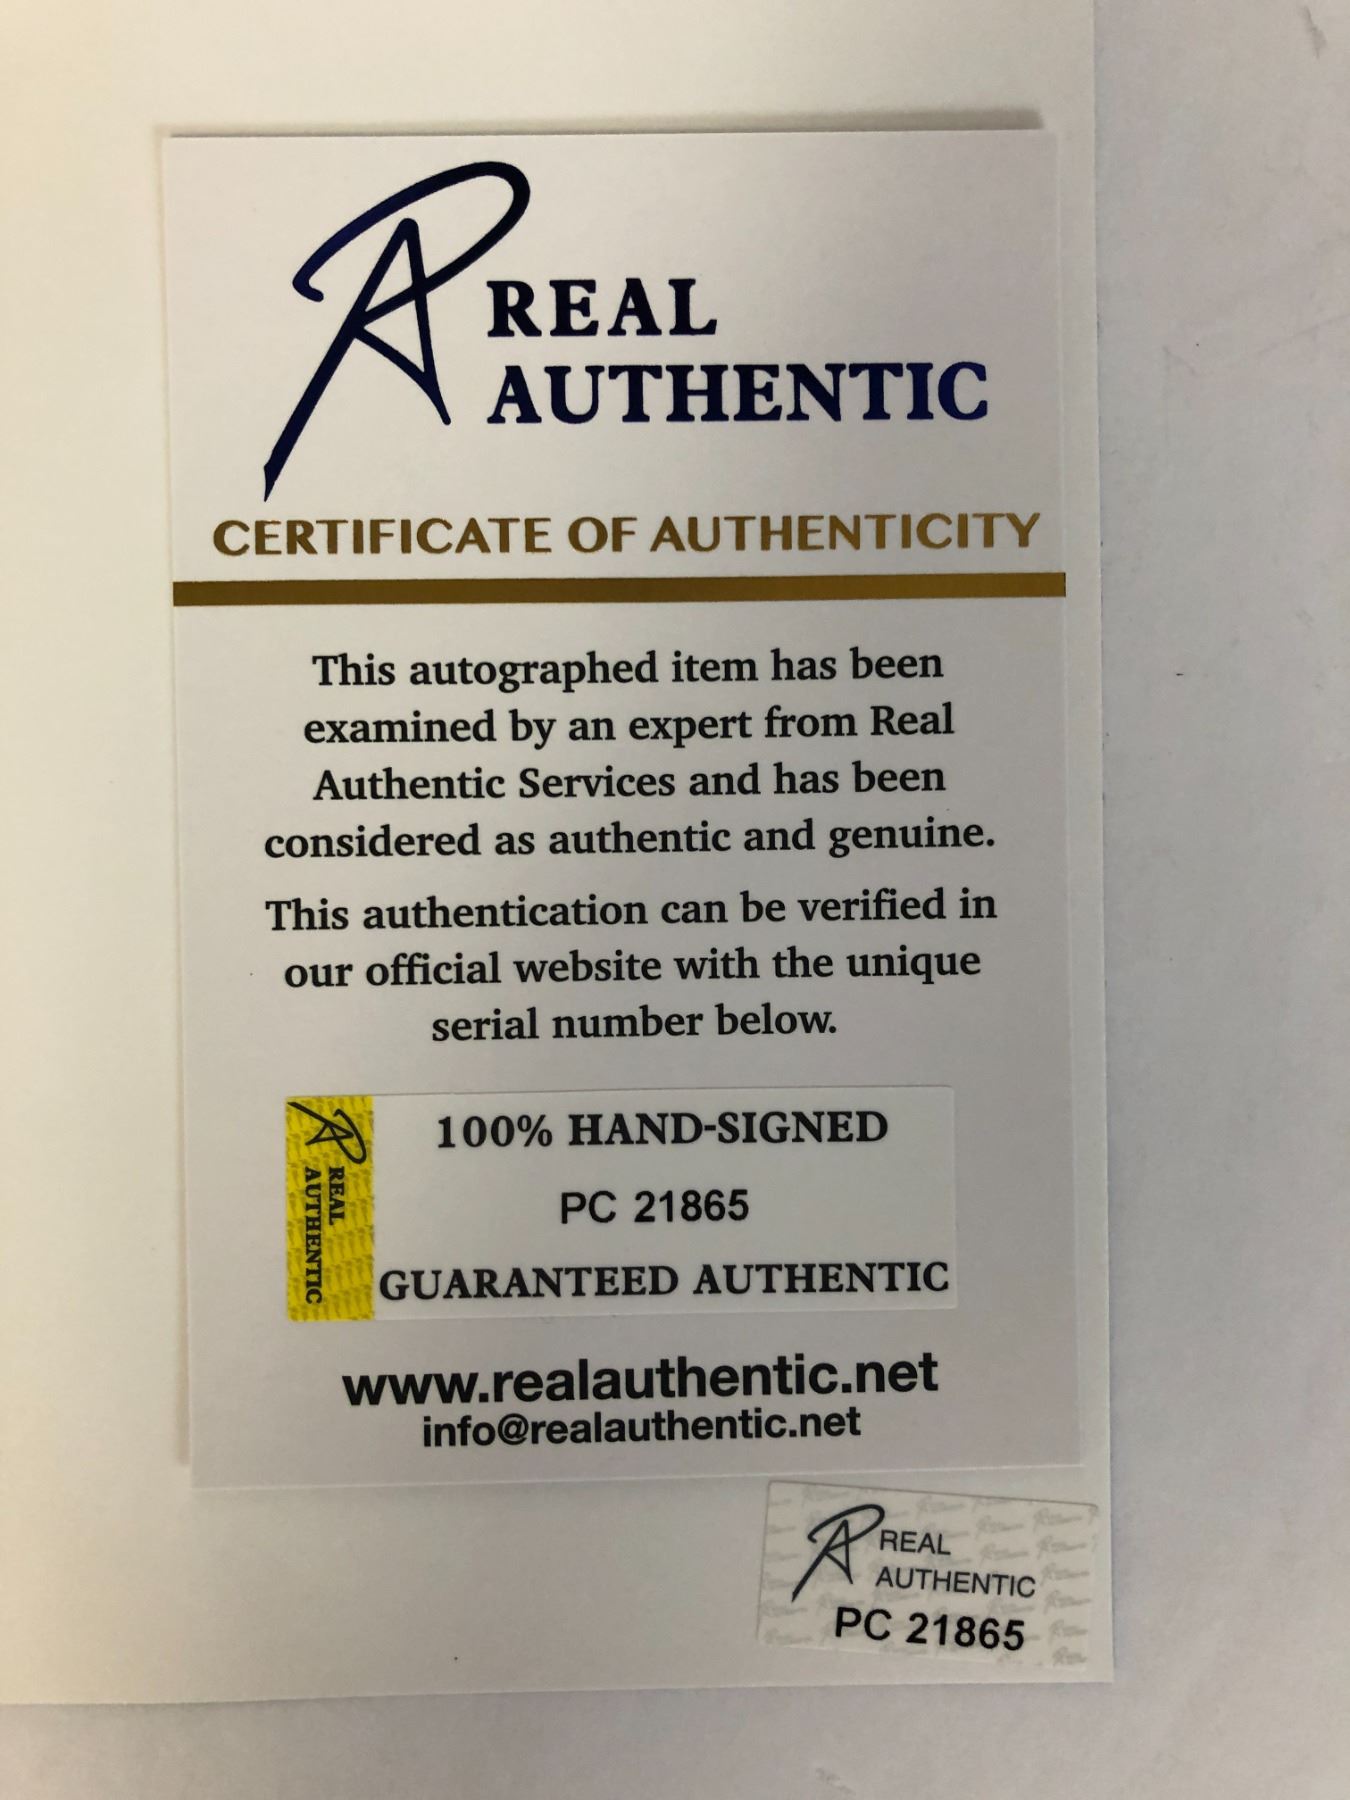 REAL
AUTHENTIC
CERTIFICATE OF AUTHENTICITY
This autographed item has been
examined by an expert from Real
Authentic Services and has been
considered as authentic and genuine.
This authentication can be verified in
our official website with the unique
serial number below.
REAL
AUTHENTIC
100% HAND-SIGNED
PC 21865
GUARANTEED AUTHENTIC
www.realauthentic.net
info@realauthentic.net
REAL
AUTHENTIC
PC 21865